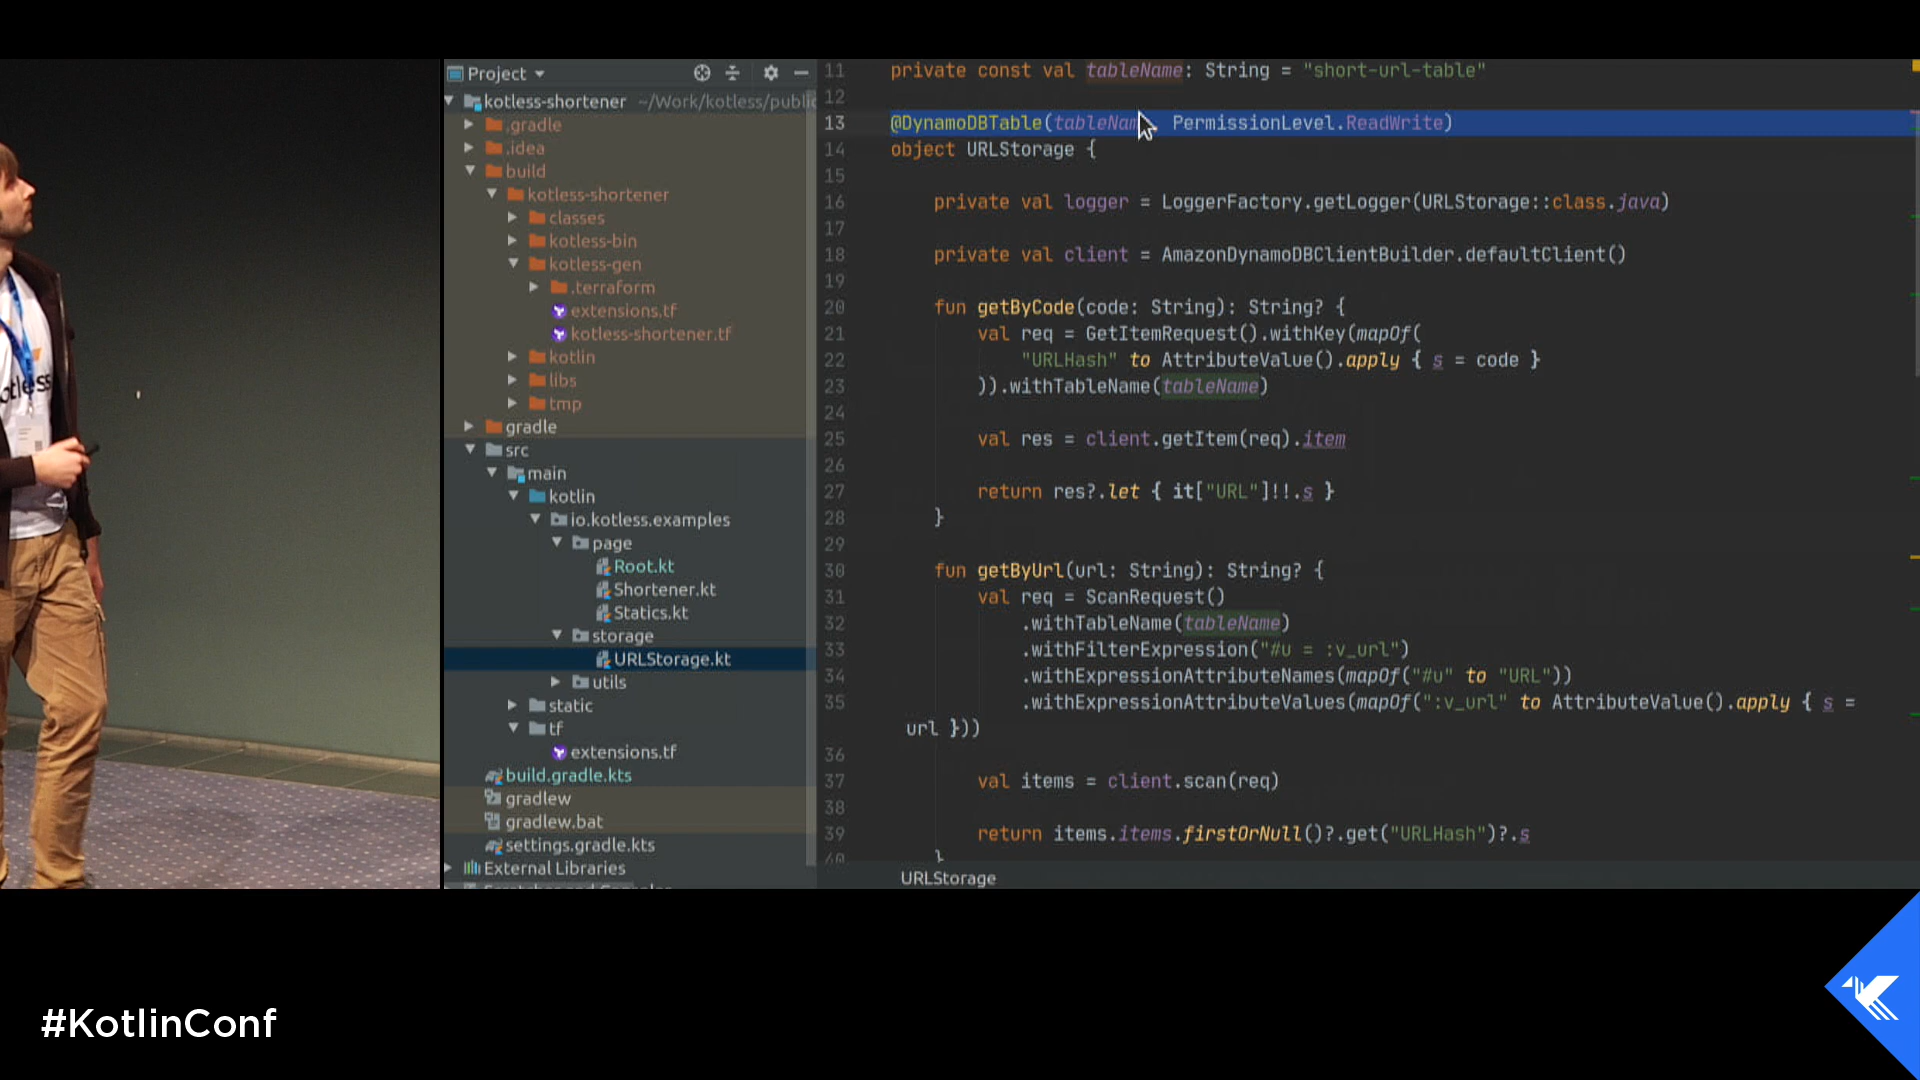 Project
kotless-shortener ~/Work/kotless/public
.gradle
.idea
build
kotless-shortener
classes
kotless-bin
kotless-gen
.terraform
extensions.tf
kotless-shortener.tf
kotlin
libs
tmp
gradle
src
main
kotlin
io.kotless.examples
page
Root.kt
Shortener.kt
Statics.kt
storage
URLStorage.kt
utils
static
tf
extensions.tf
build.gradle.kts
gradlew
gradlew.bat
settings.gradle.kts
External Libraries
11 private const val tableName: String = "short-url-table"
12
13 @DynamoDBTable(tableName PermissionLevel.ReadWrite)
14 object URLStorage {
15
16 private val logger = LoggerFactory.getLogger(URLStorage::class.java)
17
18 private val client = AmazonDynamoDBClientBuilder.defaultClient()
19
20 fun getByCode(code: String): String? {
21 val req = GetItemRequest().withKey(mapOf(
22 "URLHash" to AttributeValue().apply { s = code }
23 )).withTableName(tableName)
24
25 val res = client.getItem(req).item
26
27 return res?.let { it["URL"]!!.s }
28 }
29
30 fun getByUrl(url: String): String? {
31 val req = ScanRequest()
32 .withTableName(tableName)
33 .withFilterExpression("#u = :v_url")
34 .withExpressionAttributeNames(mapOf("#u" to "URL"))
35 .withExpressionAttributeValues(mapOf(":v_url" to AttributeValue().apply { s =
url }))
36
37 val items = client.scan(req)
38
39 return items.items.firstOrNull()?.get("URLHash")?.s
40 }
URLStorage
#KotlinConf